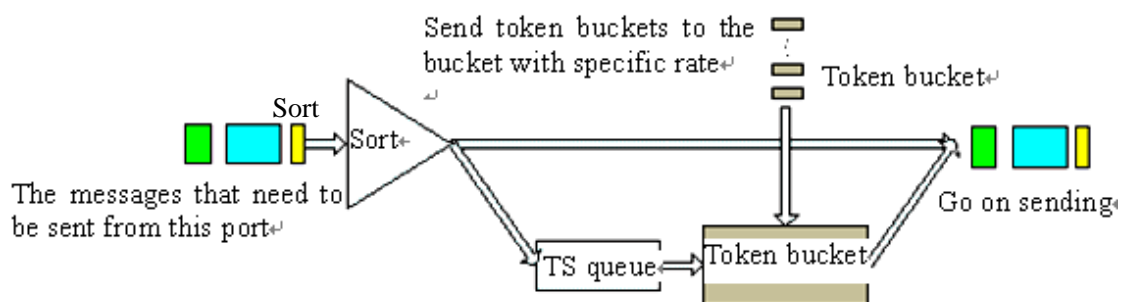 Send token buckets to the
bucket with specific rate↵
↵
Token bucket↵
Sort
Sort↵
The messages that need to
be sent from this port↵
Go on sending↵
TS queue↵
Token bucket↵